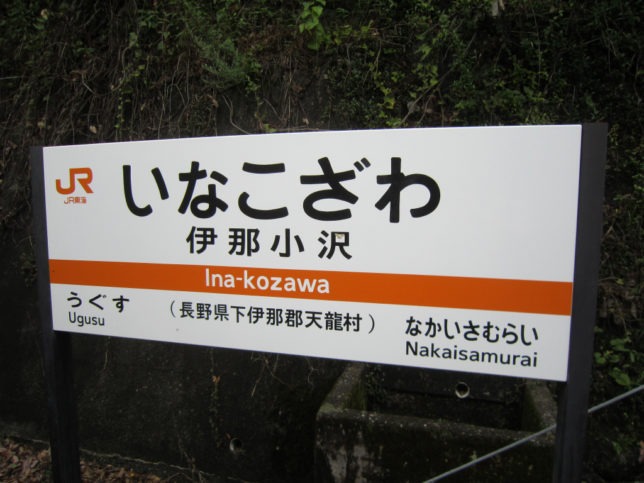 JR
JR東海
いなこざわ
伊那小沢
Ina-kozawa
うぐす
Ugusu
（長野県下伊那郡天龍村）
なかいさむらい
Nakaisamurai